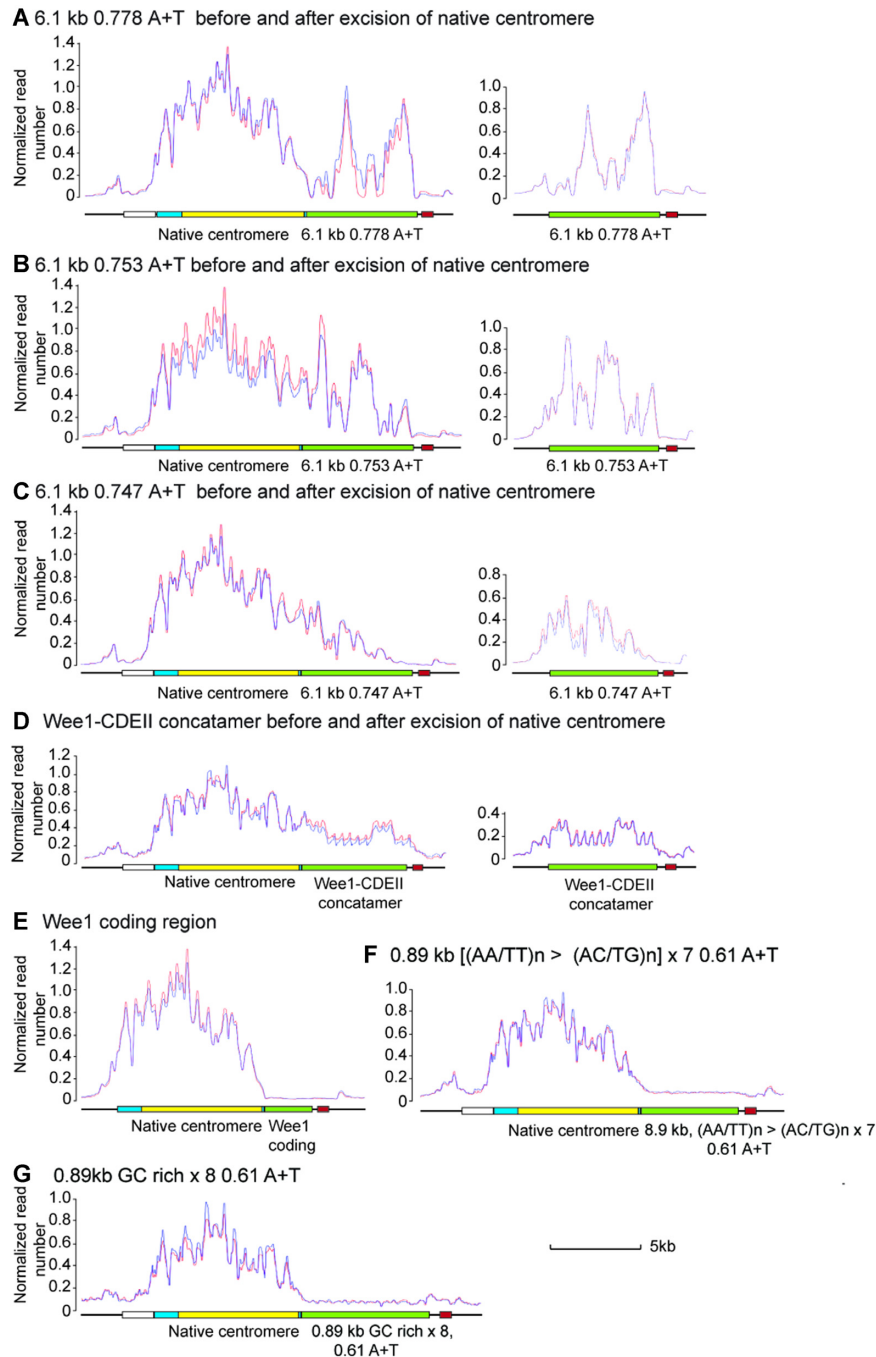 A 6.1 kb 0.778 A+T before and after excision of native centromere
Normalized read number
1.4
1.2
1.0
0.8
0.6
0.4
0.2
0
1.0
0.8
0.6
0.4
0.2
0
Native centromere 6.1 kb 0.778 A+T
6.1 kb 0.778 A+T
B 6.1 kb 0.753 A+T before and after excision of native centromere
Normalized read number
1.4
1.2
1.0
0.8
0.6
0.4
0.2
0
1.0
0.8
0.6
0.4
0.2
0
Native centromere 6.1 kb 0.753 A+T
6.1 kb 0.753 A+T
C 6.1 kb 0.747 A+T before and after excision of native centromere
Normalized read number
1.4
1.2
1.0
0.8
0.6
0.4
0.2
0
0.8
0.6
0.4
0.2
0
Native centromere 6.1 kb 0.747 A+T
6.1 kb 0.747 A+T
D Wee1-CDEII concatamer before and after excision of native centromere
Normalized read number
1.2
1.0
0.8
0.6
0.4
0.2
0
0.4
0.2
0
Native centromere Wee1-CDEII
concatamer
Wee1-CDEII
concatamer
E Wee1 coding region
Normalized read number
1.4
1.2
1.0
0.8
0.6
0.4
0.2
0
Native centromere Wee1
coding
F 0.89 kb [(AA/TT)n > (AC/TG)n] x 7 0.61 A+T
Normalized read number
1.0
0.8
0.6
0.4
0.2
0
Native centromere 8.9 kb, (AA/TT)n > (AC/TG)n x 7
0.61 A+T
G 0.89kb GC rich x 8 0.61 A+T
Normalized read number
1.0
0.8
0.6
0.4
0.2
0
Native centromere 0.89 kb GC rich x 8,
0.61 A+T
5kb